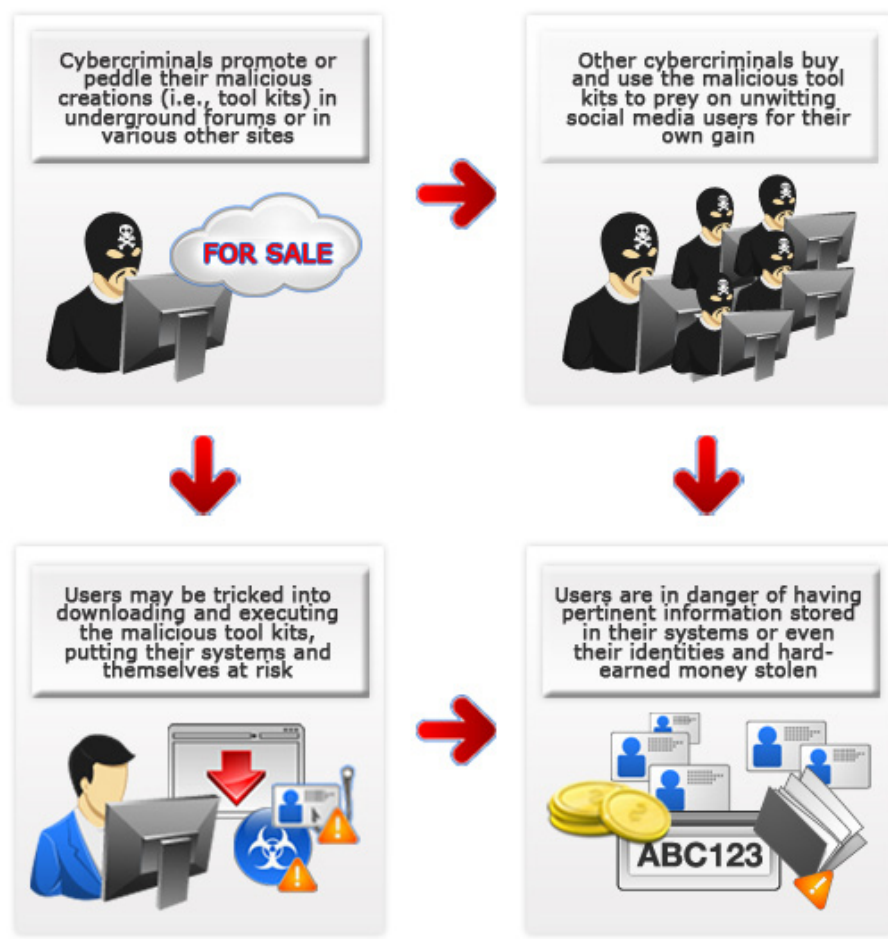 Cybercriminals promote or
peddle their malicious
creations (i.e., tool kits) in
underground forums or in
various other sites
FOR SALE
Other cybercriminals buy
and use the malicious tool
kits to prey on unwitting
social media users for their
own gain
Users may be tricked into
downloading and executing
the malicious tool kits,
putting their systems and
themselves at risk
Users are in danger of having
pertinent information stored
in their systems or even
their identities and hard-
earned money stolen
ABC123